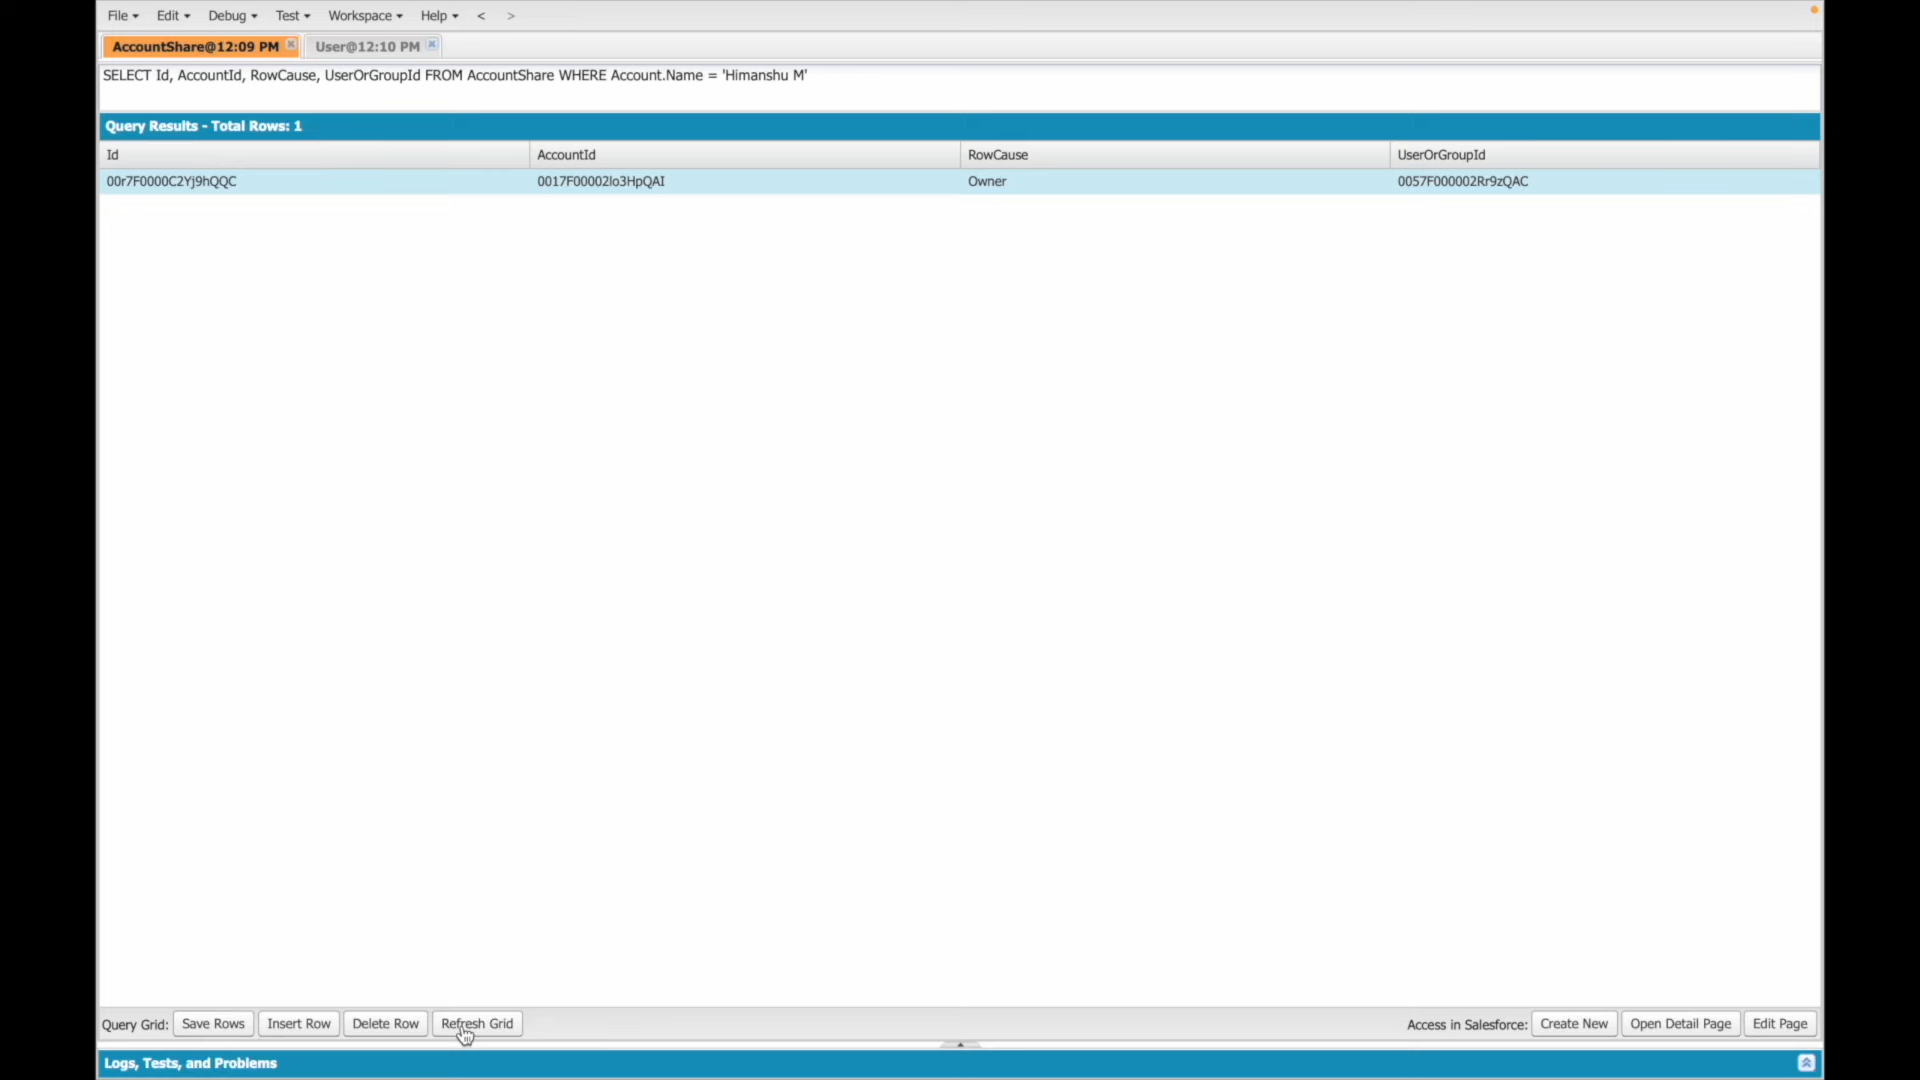 File Edit Debug Test Workspace Help < >
AccountShare@12:09 PM User@12:10 PM
SELECT Id, AccountId, RowCause, UserOrGroupId FROM AccountShare WHERE Account.Name = 'Himanshu M'
Query Results - Total Rows: 1
Id AccountId RowCause UserOrGroupId
00r7F0000C2Yj9hQQC 0017F00002lo3HpQAI Owner 0057F000002Rr9zQAC
Query Grid: Save Rows Insert Row Delete Row Refresh Grid Access in Salesforce: Create New Open Detail Page Edit Page
Logs, Tests, and Problems